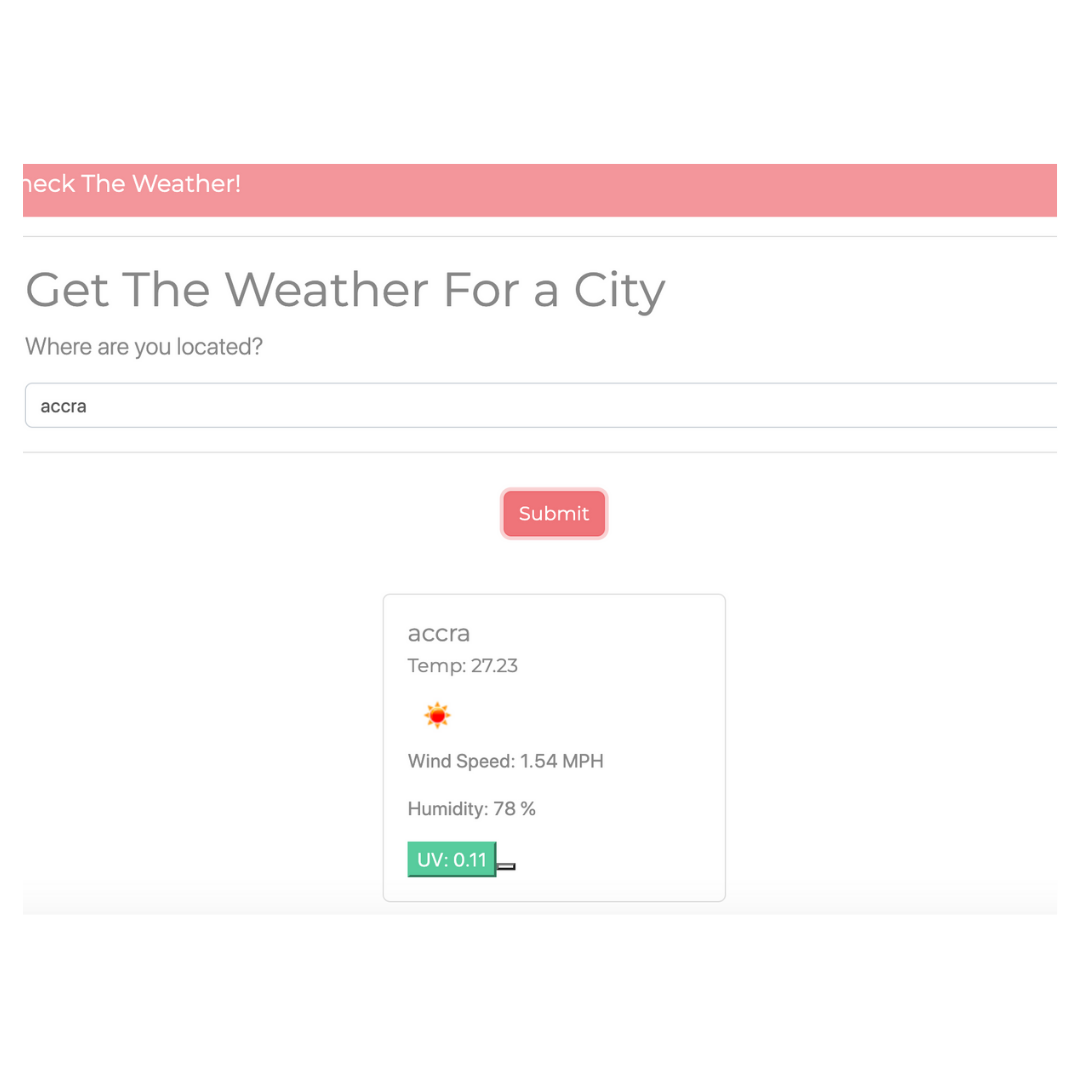 heck The Weather!
Get The Weather For a City
Where are you located?
accra
Submit
accra
Temp: 27.23
Wind Speed: 1.54 MPH
Humidity: 78 %
UV: 0.11